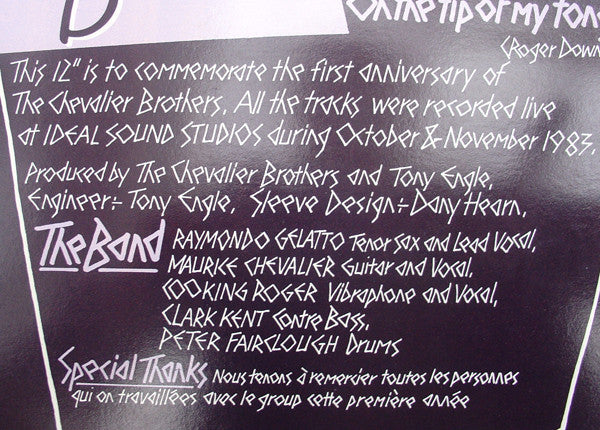 B
On the tip of my ton
(Roger Down
This 12" is to commemorate the first anniversary of
The Chevalier Brothers. All the tracks were recorded live
at IDEAL SOUND STUDIOS during October & November 1983.
Produced by The Chevalier Brothers and Tony Engle.
Engineer÷ Tony Engle. Sleeve Design÷ Dany Hearn.
The Band RAYMONDO GELATTO Tenor Sax and Lead Vocal,
MAURICE CHEVALIER Guitar and Vocal,
COOKING ROGER Vibraphone and Vocal,
CLARK KENT Contre Bass,
PETER FAIRCLOUGH Drums
Special Thanks Nous tenons à remercier toutes les personnes
qui on travaillées avec le group cette première année